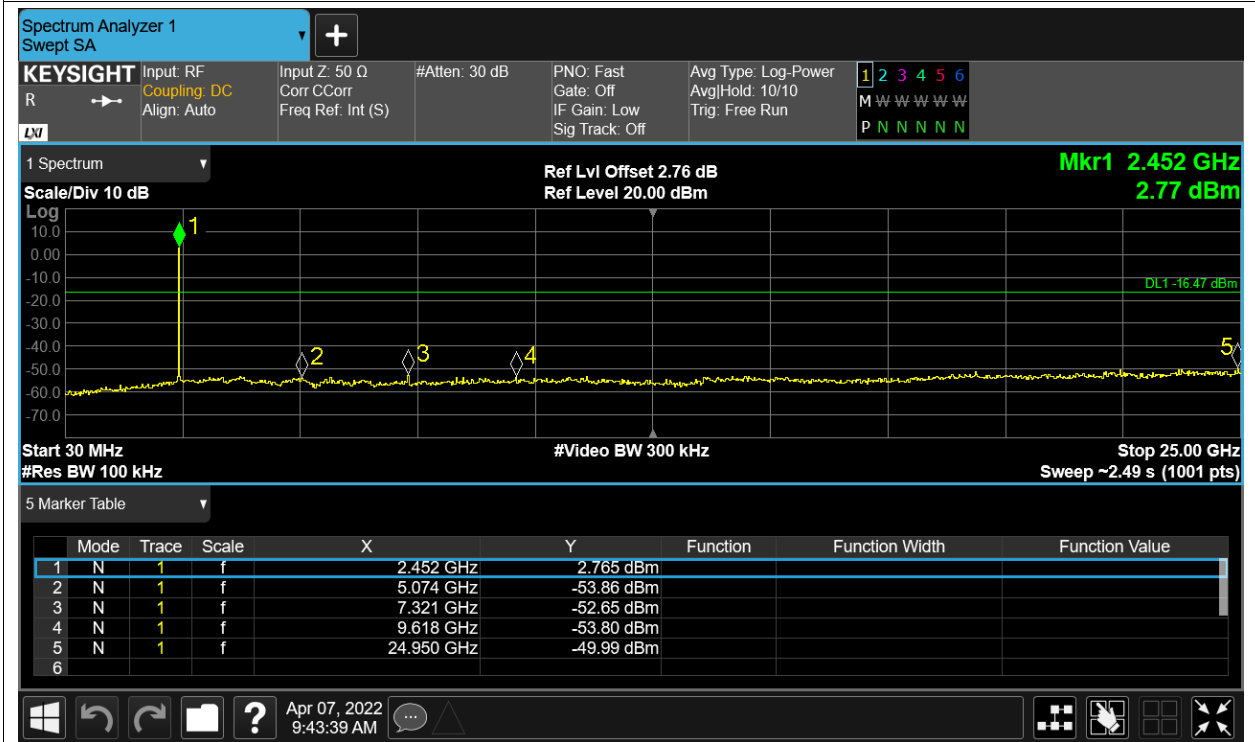 Spectrum Analyzer 1
Swept SA
+
KEYSIGHT
R
LXI
Input: RF
Coupling: DC
Align: Auto
Input Z: 50 Ω
Corr CCorr
Freq Ref: Int (S)
#Atten: 30 dB
PNO: Fast
Gate: Off
IF Gain: Low
Sig Track: Off
Avg Type: Log-Power
Avg|Hold: 10/10
Trig: Free Run
1 2 3 4 5 6
M W W W W W
P N N N N N
1 Spectrum
Scale/Div 10 dB
Ref Lvl Offset 2.76 dB
Ref Level 20.00 dBm
Mkr1 2.452 GHz
2.77 dBm
Log
10.0
0.00
-10.0
-20.0
-30.0
-40.0
-50.0
-60.0
-70.0
1
2
3
4
5
DL1 -16.47 dBm
Start 30 MHz
#Res BW 100 kHz
#Video BW 300 kHz
Stop 25.00 GHz
Sweep ~2.49 s (1001 pts)
5 Marker Table
Mode Trace Scale X Y Function Function Width Function Value
1 N 1 f 2.452 GHz 2.765 dBm
2 N 1 f 5.074 GHz -53.86 dBm
3 N 1 f 7.321 GHz -52.65 dBm
4 N 1 f 9.618 GHz -53.80 dBm
5 N 1 f 24.950 GHz -49.99 dBm
6
?
Apr 07, 2022
9:43:39 AM